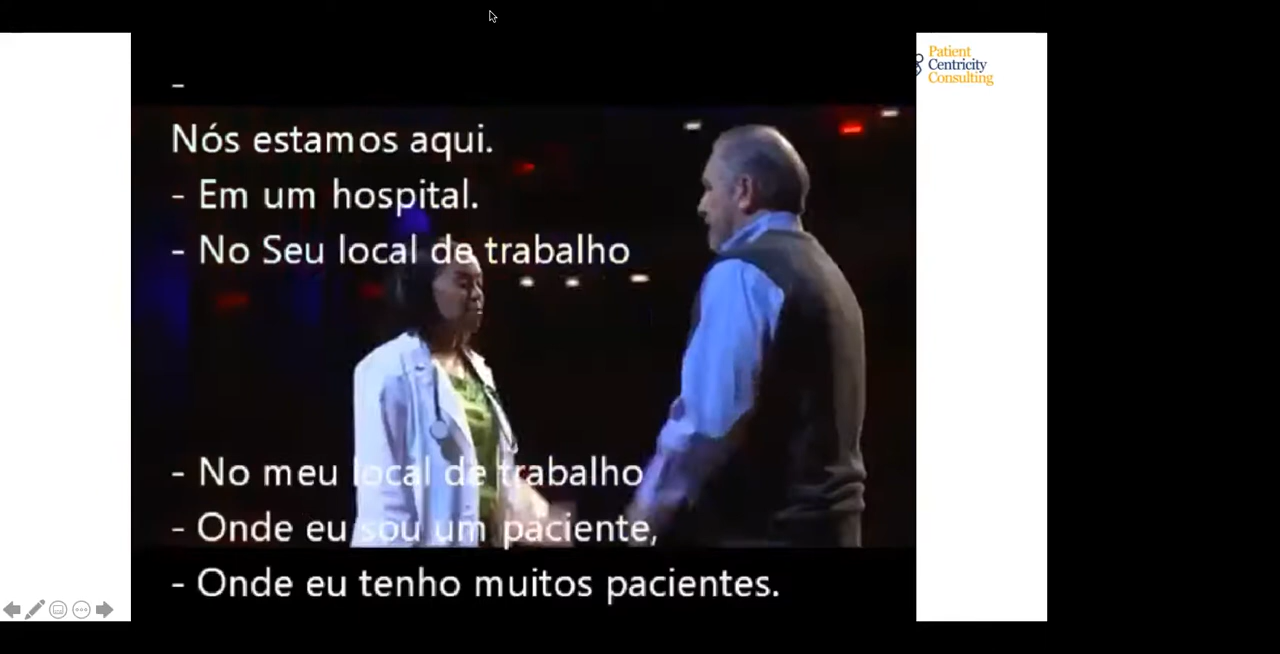 Patient
Centricity
Consulting
-
Nós estamos aqui.
- Em um hospital.
- No Seu local de trabalho
- No meu local de trabalho
- Onde eu sou um paciente,
- Onde eu tenho muitos pacientes.